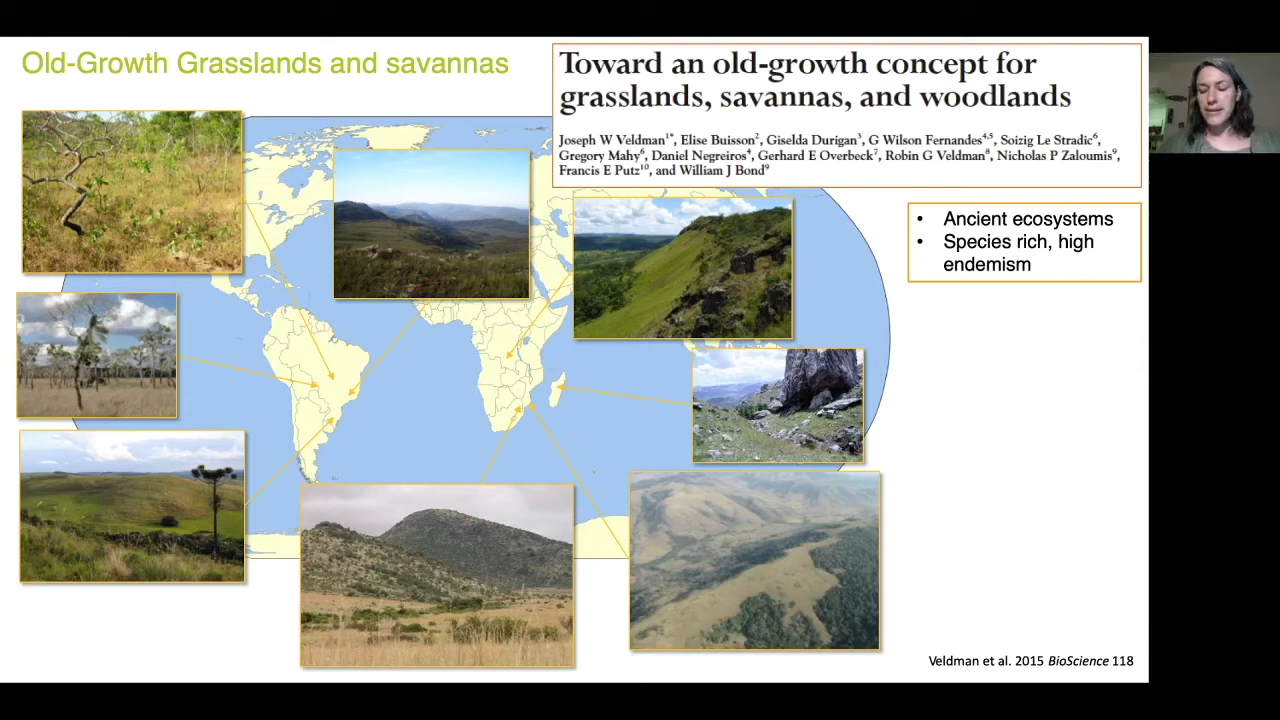 Old-Growth Grasslands and savannas
Toward an old-growth concept for
grasslands, savannas, and woodlands
Joseph W Veldman1*, Elise Buisson2, Giselda Durigan3, G Wilson Fernandes4,5, Soizig Le Stradic6,
Gregory Mahy6, Daniel Negreiros4, Gerhard E Overbeck7, Robin G Veldman8, Nicholas P Zaloumis9,
Francis E Putz10, and William J Bond9
• Ancient ecosystems
• Species rich, high
endemism
Veldman et al. 2015 BioScience 118